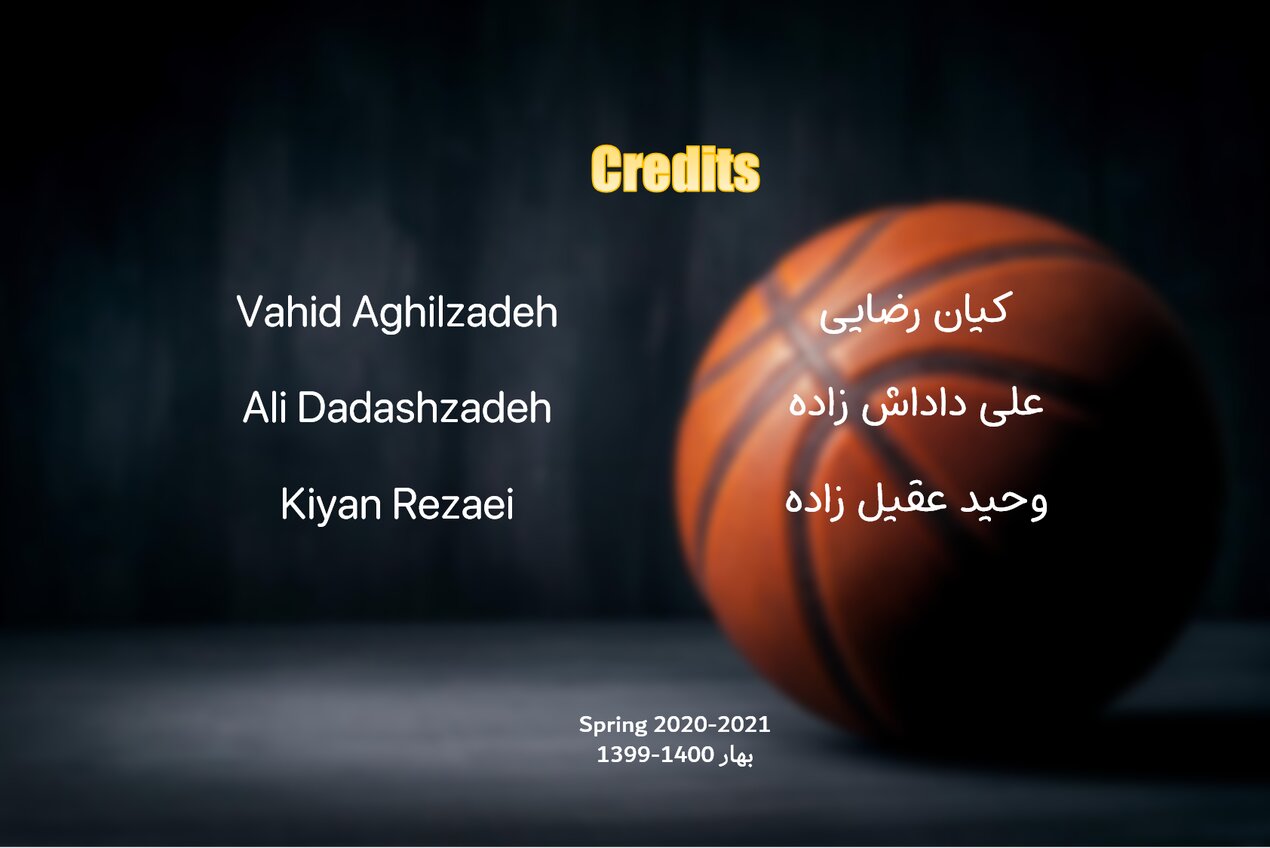 Credits
Vahid Aghilzadeh کیان رضایی
Ali Dadashzadeh علی داداش زاده
Kiyan Rezaei وحید عقیل زاده
Spring 2020-2021
بهار 1400-1399